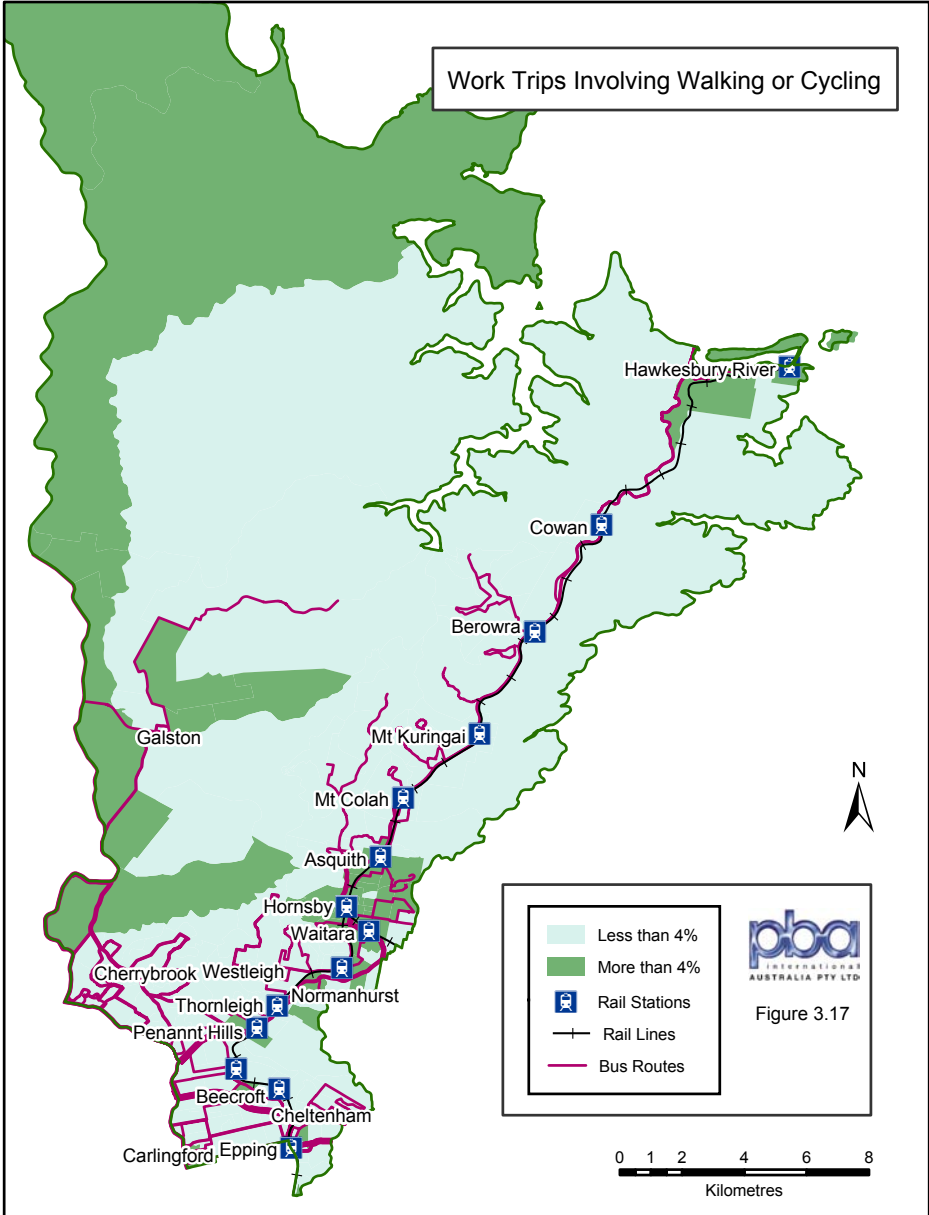 Work Trips Involving Walking or Cycling
Hawkesbury River
Cowan
Berowra
Galston
Mt Kuringai
Mt Colah
N
Asquith
Hornsby
Waitara
Cherrybrook
Westleigh
Normanhurst
Thornleigh
Penannt Hills
Beecroft
Cheltenham
Carlingford
Epping
Less than 4%
More than 4%
Rail Stations
Rail Lines
Bus Routes
pba
international
AUSTRALIA PTY LTD
Figure 3.17
0 1 2 4 6 8
Kilometres